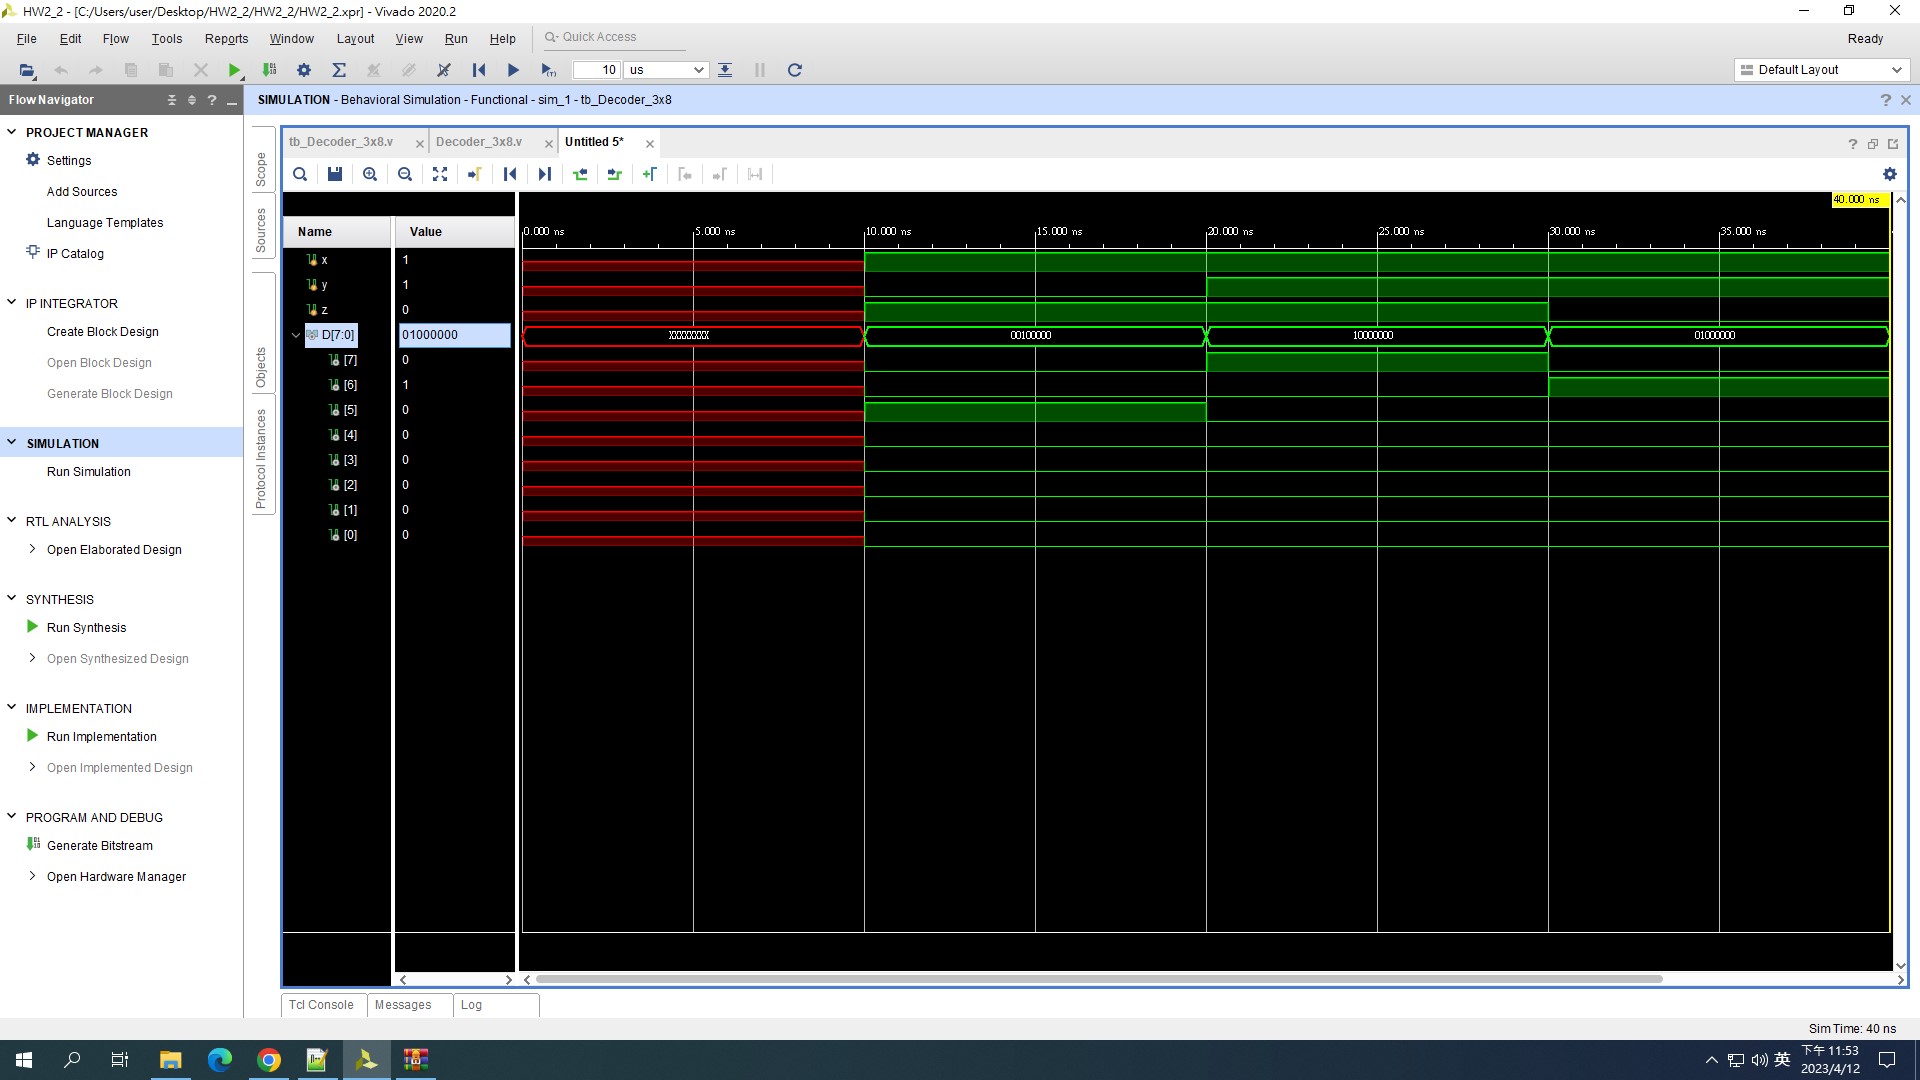 HW2_2 - [C:/Users/user/Desktop/HW2_2/HW2_2/HW2_2.xpr] - Vivado 2020.2
File Edit Flow Tools Reports Window Layout View Run Help Quick Access
Ready
10 us
Default Layout
Flow Navigator
SIMULATION - Behavioral Simulation - Functional - sim_1 - tb_Decoder_3x8
PROJECT MANAGER
Settings
Add Sources
Language Templates
IP Catalog
IP INTEGRATOR
Create Block Design
Open Block Design
Generate Block Design
SIMULATION
Run Simulation
RTL ANALYSIS
Open Elaborated Design
SYNTHESIS
Run Synthesis
Open Synthesized Design
IMPLEMENTATION
Run Implementation
Open Implemented Design
PROGRAM AND DEBUG
Generate Bitstream
Open Hardware Manager
Scope
Sources
Objects
Protocol Instances
tb_Decoder_3x8.v Decoder_3x8.v Untitled 5*
40.000 ns
Name Value
0.000 ns 5.000 ns 10.000 ns 15.000 ns 20.000 ns 25.000 ns 30.000 ns 35.000 ns
x 1
y 1
z 0
D[7:0] 01000000 XXXXXXXX 00100000 10000000 01000000
[7] 0
[6] 1
[5] 0
[4] 0
[3] 0
[2] 0
[1] 0
[0] 0
Tcl Console Messages Log
Sim Time: 40 ns
英
下午 11:53
2023/4/12